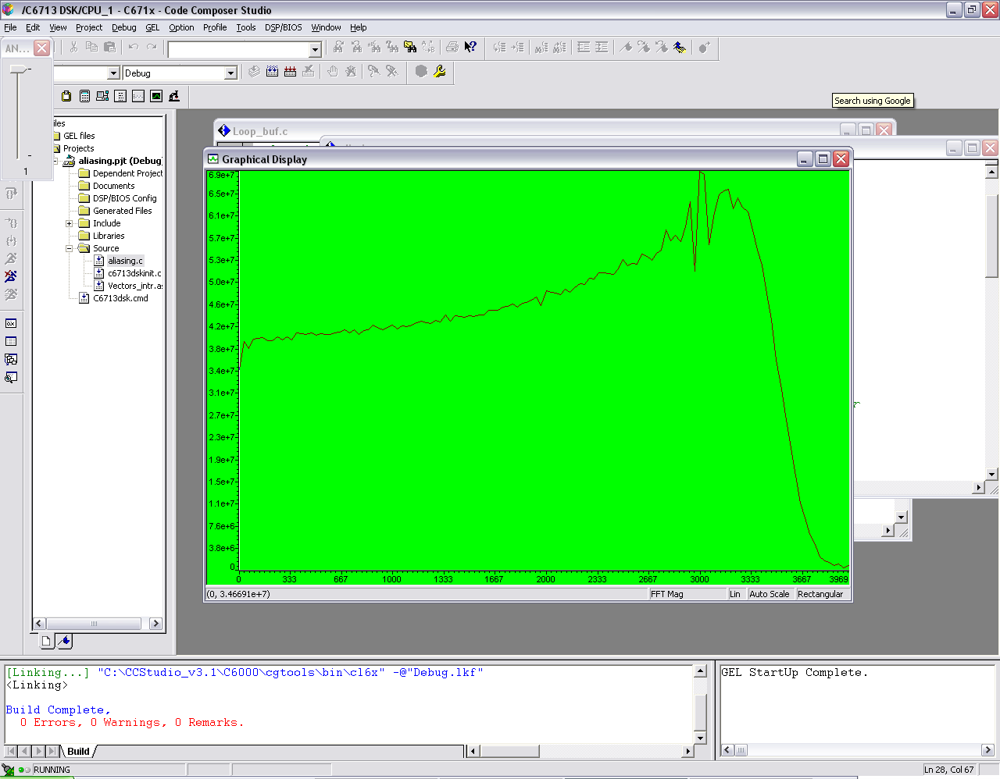 /C6713 DSK/CPU_1 - C671x - Code Composer Studio
File Edit View Project Debug GEL Option Profile Tools DSP/BIOS Window Help
AN...
Debug
Search using Google
1
iles
GEL files
Projects
aliasing.pjt (Debug)
Dependent Project
Documents
DSP/BIOS Config
Generated Files
Include
Libraries
Source
aliasing.c
c6713dskinit.c
Vectors_intr.as
C6713dsk.cmd
Loop_buf.c
Graphical Display
6.9e+7
6.5e+7
6.1e+7
5.7e+7
5.3e+7
5.0e+7
4.6e+7
4.2e+7
3.8e+7
3.4e+7
3.1e+7
2.7e+7
2.3e+7
1.9e+7
1.5e+7
1.1e+7
7.6e+6
3.8e+6
0
0 333 667 1000 1333 1667 2000 2333 2667 3000 3333 3667 3969
(0, 3.46691e+7) FFT Mag Lin Auto Scale Rectangular
[Linking...] "C:\CCStudio_v3.1\C6000\cgtools\bin\cl6x" -@"Debug.lkf"
<Linking>
Build Complete,
0 Errors, 0 Warnings, 0 Remarks.
Build
GEL StartUp Complete.
RUNNING
Ln 28, Col 67